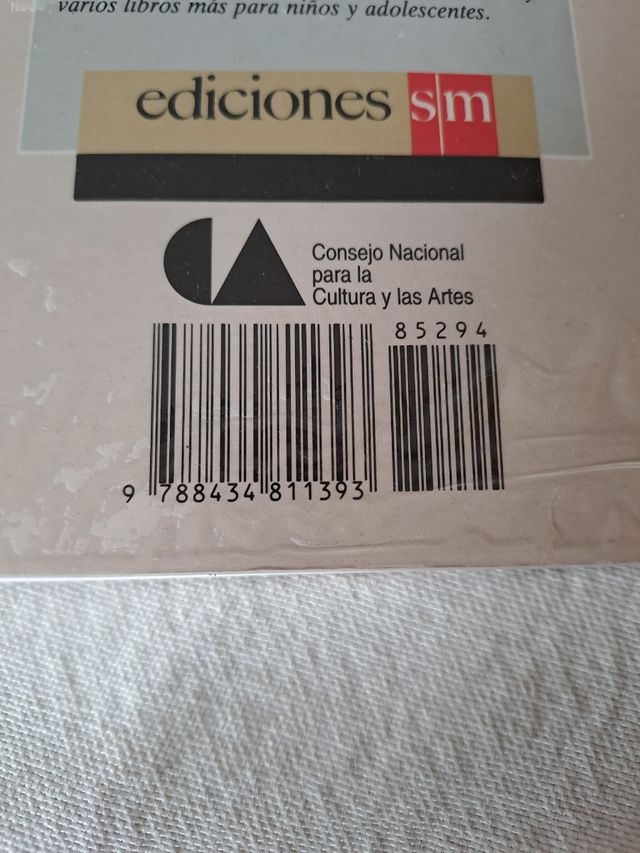 varios libros más para niños y adolescentes.
ediciones sm
Consejo Nacional
para la
Cultura y las Artes
85294
9 788434 811393